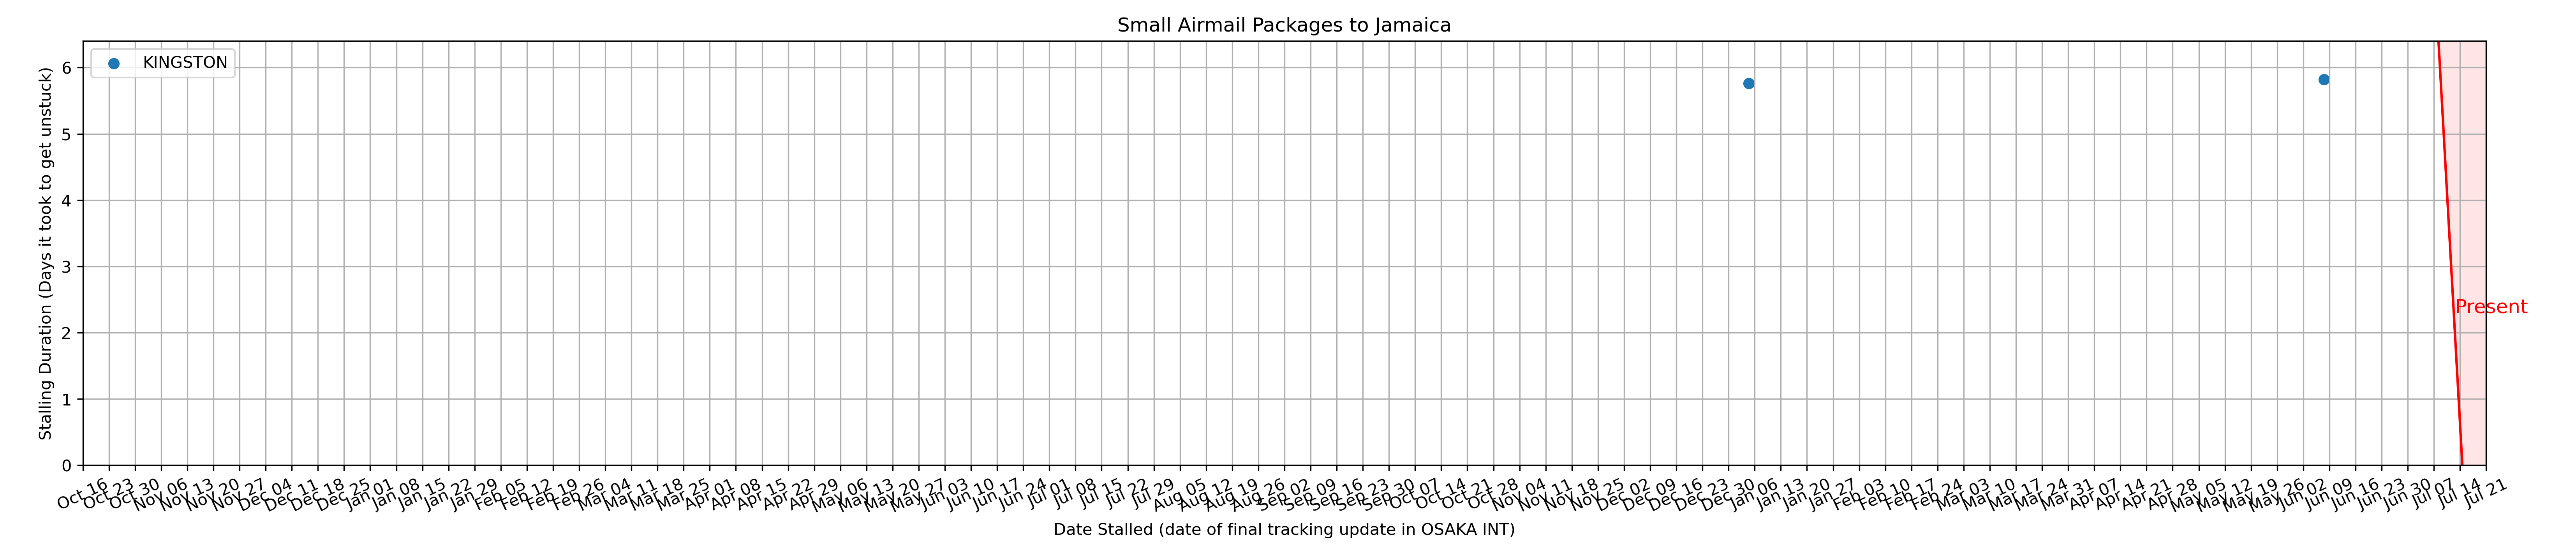 Small Airmail Packages to Jamaica
KINGSTON
Stalling Duration (Days it took to get unstuck)
6
5
4
3
2
1
0
Present
Oct 16 Oct 23 Oct 30 Nov 06 Nov 13 Nov 20 Nov 27 Dec 04 Dec 11 Dec 18 Dec 25 Jan 01 Jan 08 Jan 15 Jan 22 Jan 29 Feb 05 Feb 12 Feb 19 Feb 26 Mar 04 Mar 11 Mar 18 Mar 25 Apr 01 Apr 08 Apr 15 Apr 22 Apr 29 May 06 May 13 May 20 May 27 Jun 03 Jun 10 Jun 17 Jun 24 Jul 01 Jul 08 Jul 15 Jul 22 Jul 29 Aug 05 Aug 12 Aug 19 Aug 26 Sep 02 Sep 09 Sep 16 Sep 23 Sep 30 Oct 07 Oct 14 Oct 21 Oct 28 Nov 04 Nov 11 Nov 18 Nov 25 Dec 02 Dec 09 Dec 16 Dec 23 Dec 30 Jan 06 Jan 13 Jan 20 Jan 27 Feb 03 Feb 10 Feb 17 Feb 24 Mar 03 Mar 10 Mar 17 Mar 24 Mar 31 Apr 07 Apr 14 Apr 21 Apr 28 May 05 May 12 May 19 May 26 Jun 02 Jun 09 Jun 16 Jun 23 Jun 30 Jul 07 Jul 14 Jul 21
Date Stalled (date of final tracking update in OSAKA INT)